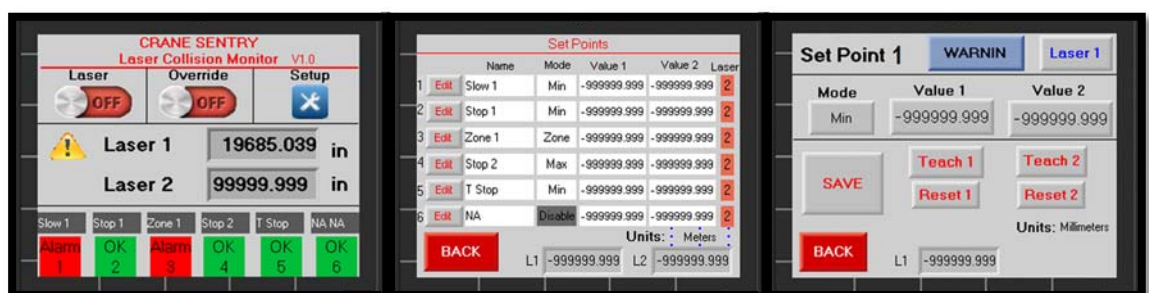 CRANE SENTRY
Laser Collision Monitor V1.0
Laser Override Setup
OFF OFF
Laser 1 19685.039 in
Laser 2 99999.999 in
Slow 1 Stop 1 Zone 1 Stop 2 T Stop NA NA
Alarm OK Alarm OK OK OK
1 2 3 4 5 6
Set Points
Name Mode Value 1 Value 2 Laser
1 Edit Slow 1 Min -999999.999 -999999.999 2
2 Edit Stop 1 Min -999999.999 -999999.999 2
3 Edit Zone 1 Zone -999999.999 -999999.999 2
4 Edit Stop 2 Max -999999.999 -999999.999 2
5 Edit T Stop Min -999999.999 -999999.999 2
6 Edit NA Disable -999999.999 -999999.999 2
Units: Meters
BACK L1 -999999.999 L2 -999999.999
Set Point 1 WARNIN Laser 1
Mode Value 1 Value 2
Min -999999.999 -999999.999
SAVE Teach 1 Teach 2
Reset 1 Reset 2
Units: Millimeters
BACK L1 -999999.999